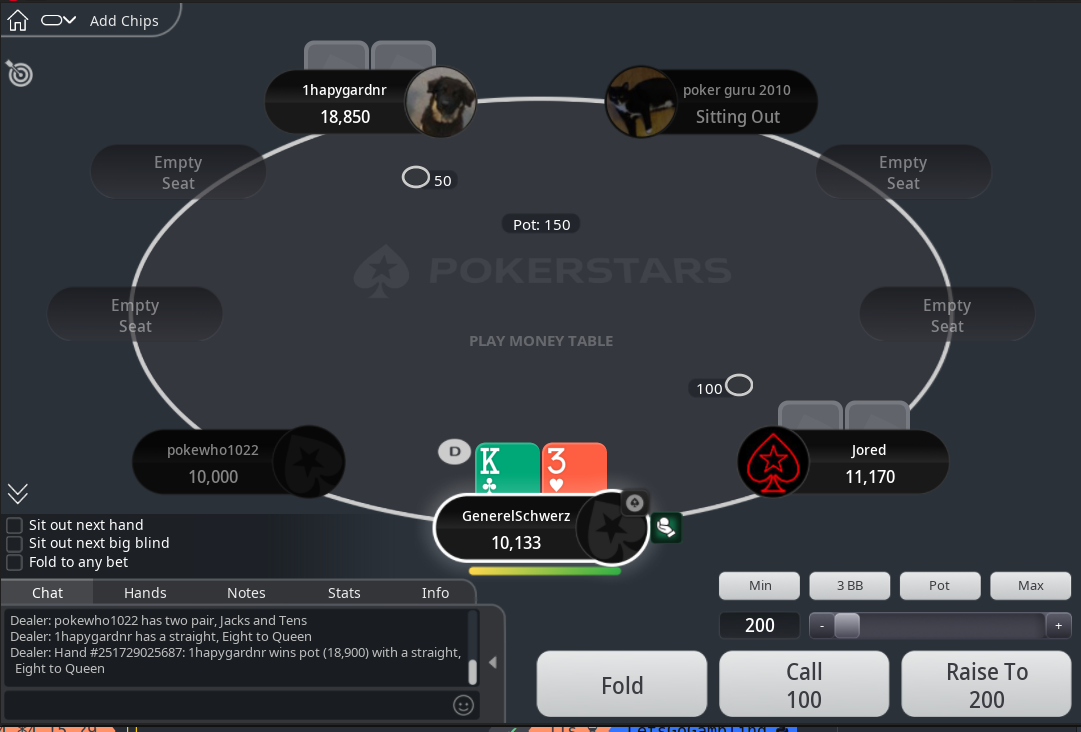 Add Chips
1hapygardnr
18,850
poker guru 2010
Sitting Out
Empty
Seat
Empty
Seat
50
Pot: 150
POKERSTARS
Empty
Seat
Empty
Seat
PLAY MONEY TABLE
100
pokewho1022
10,000
D
K
3
Jored
11,170
GenerelSchwerz
10,133
Sit out next hand
Sit out next big blind
Fold to any bet
Chat
Hands
Notes
Stats
Info
Min
3 BB
Pot
Max
Dealer: pokewho1022 has two pair, Jacks and Tens
Dealer: 1hapygardnr has a straight, Eight to Queen
Dealer: Hand #251729025687: 1hapygardnr wins pot (18,900) with a straight,
Eight to Queen
200
-
+
Fold
Call
100
Raise To
200